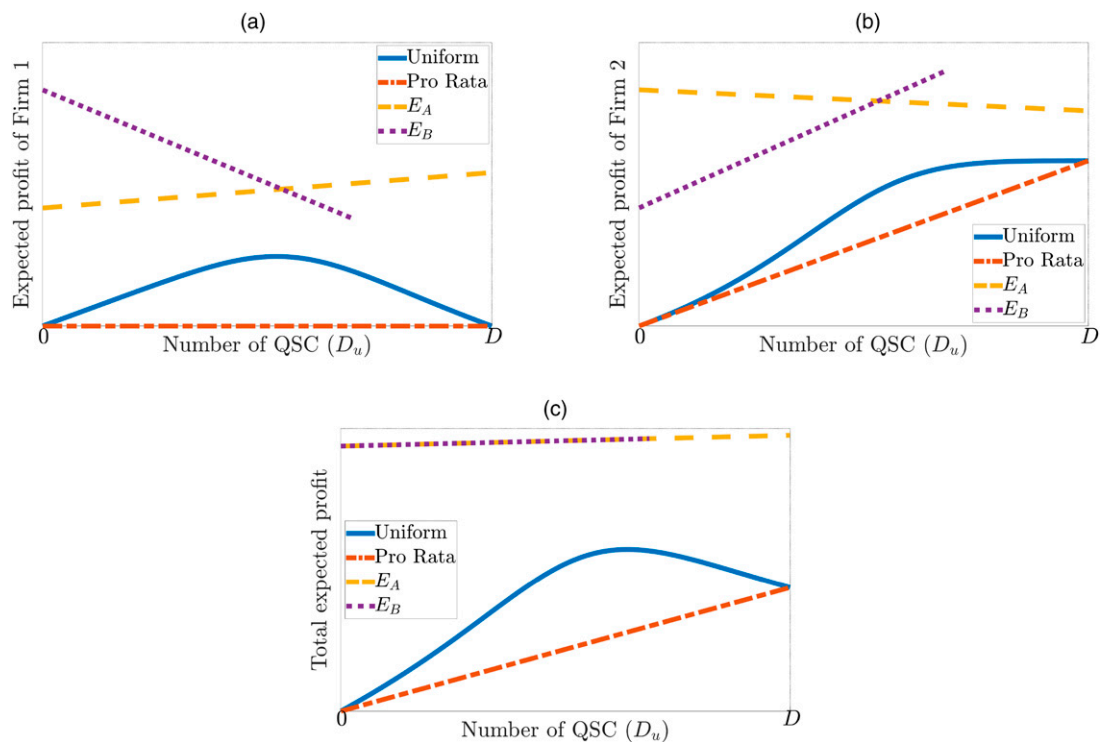 (a)
Expected profit of Firm 1
Uniform
Pro Rata
E_A
E_B
0
D
Number of QSC (D_u)
(b)
Expected profit of Firm 2
Uniform
Pro Rata
E_A
E_B
0
D
Number of QSC (D_u)
(c)
Total expected profit
Uniform
Pro Rata
E_A
E_B
0
D
Number of QSC (D_u)